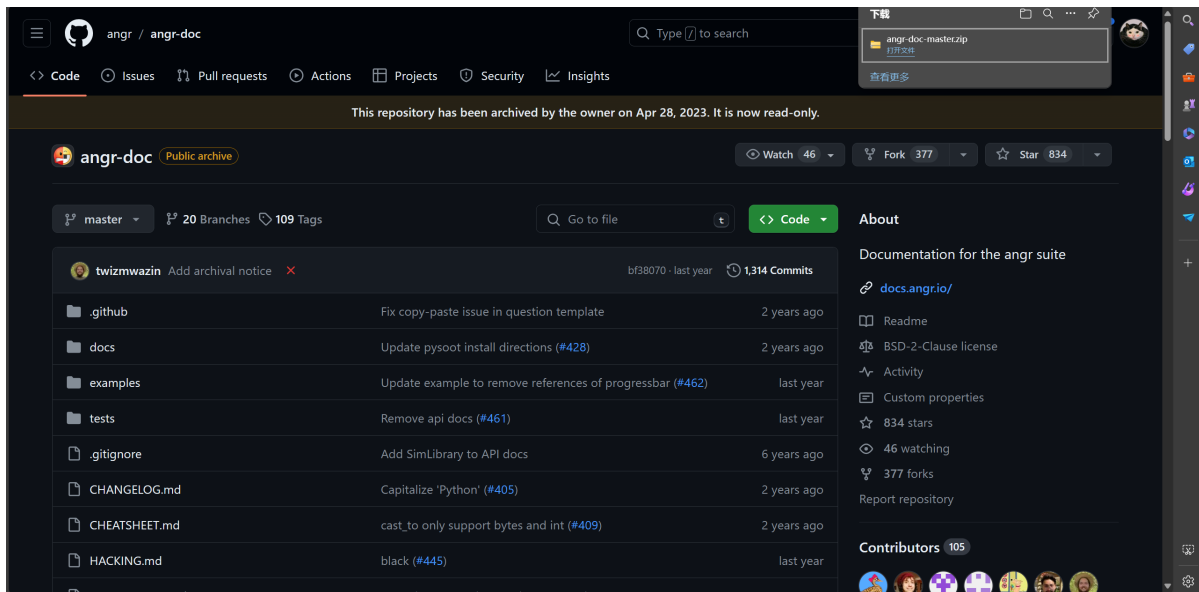 angr / angr-doc
Type / to search
下载
angr-doc-master.zip
打开文件
查看更多
Code Issues Pull requests Actions Projects Security Insights
This repository has been archived by the owner on Apr 28, 2023. It is now read-only.
angr-doc Public archive
Watch 46 Fork 377 Star 834
master 20 Branches 109 Tags
Go to file t
Code
twizmwazin Add archival notice bf38070 · last year 1,314 Commits
.github Fix copy-paste issue in question template 2 years ago
docs Update pysoot install directions (#428) 2 years ago
examples Update example to remove references of progressbar (#462) last year
tests Remove api docs (#461) last year
.gitignore Add SimLibrary to API docs 6 years ago
CHANGELOG.md Capitalize 'Python' (#405) 2 years ago
CHEATSHEET.md cast_to only support bytes and int (#409) 2 years ago
HACKING.md black (#445) last year
About
Documentation for the angr suite
docs.angr.io/
Readme
BSD-2-Clause license
Activity
Custom properties
834 stars
46 watching
377 forks
Report repository
Contributors 105